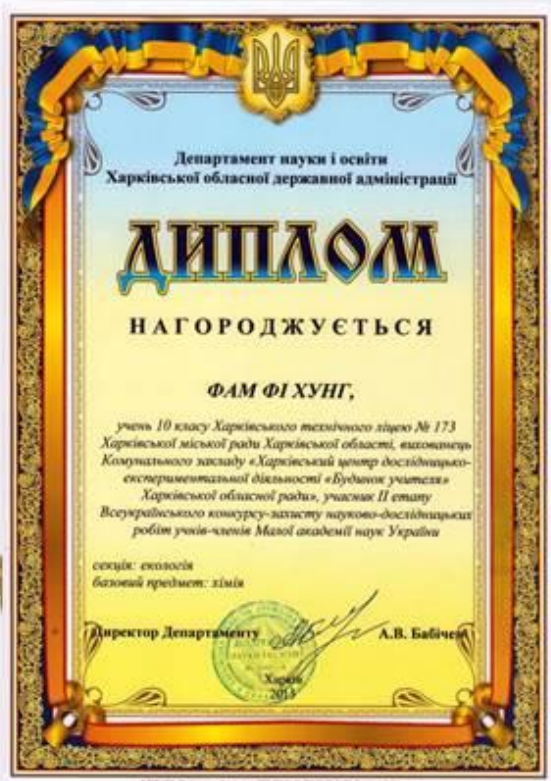 Департамент науки і освіти
Харківської обласної державної адміністрації
ДИПЛОМ
НАГОРОДЖУЄТЬСЯ
ФАМ ФІ ХУНГ,
учень 10 класу Харківського технічного ліцею № 173
Харківської міської ради Харківської області, вихованець
Комунального закладу «Харківський центр дослідницько-
експериментальної діяльності «Будинок учителя»
Харківської обласної ради», учасник ІІ етапу
Всеукраїнського конкурсу-захисту науково-дослідницьких
робіт учнів-членів Малої академії наук України
секція: екологія
базовий предмет: хімія
Директор Департаменту А.В. Бабічев
Харків